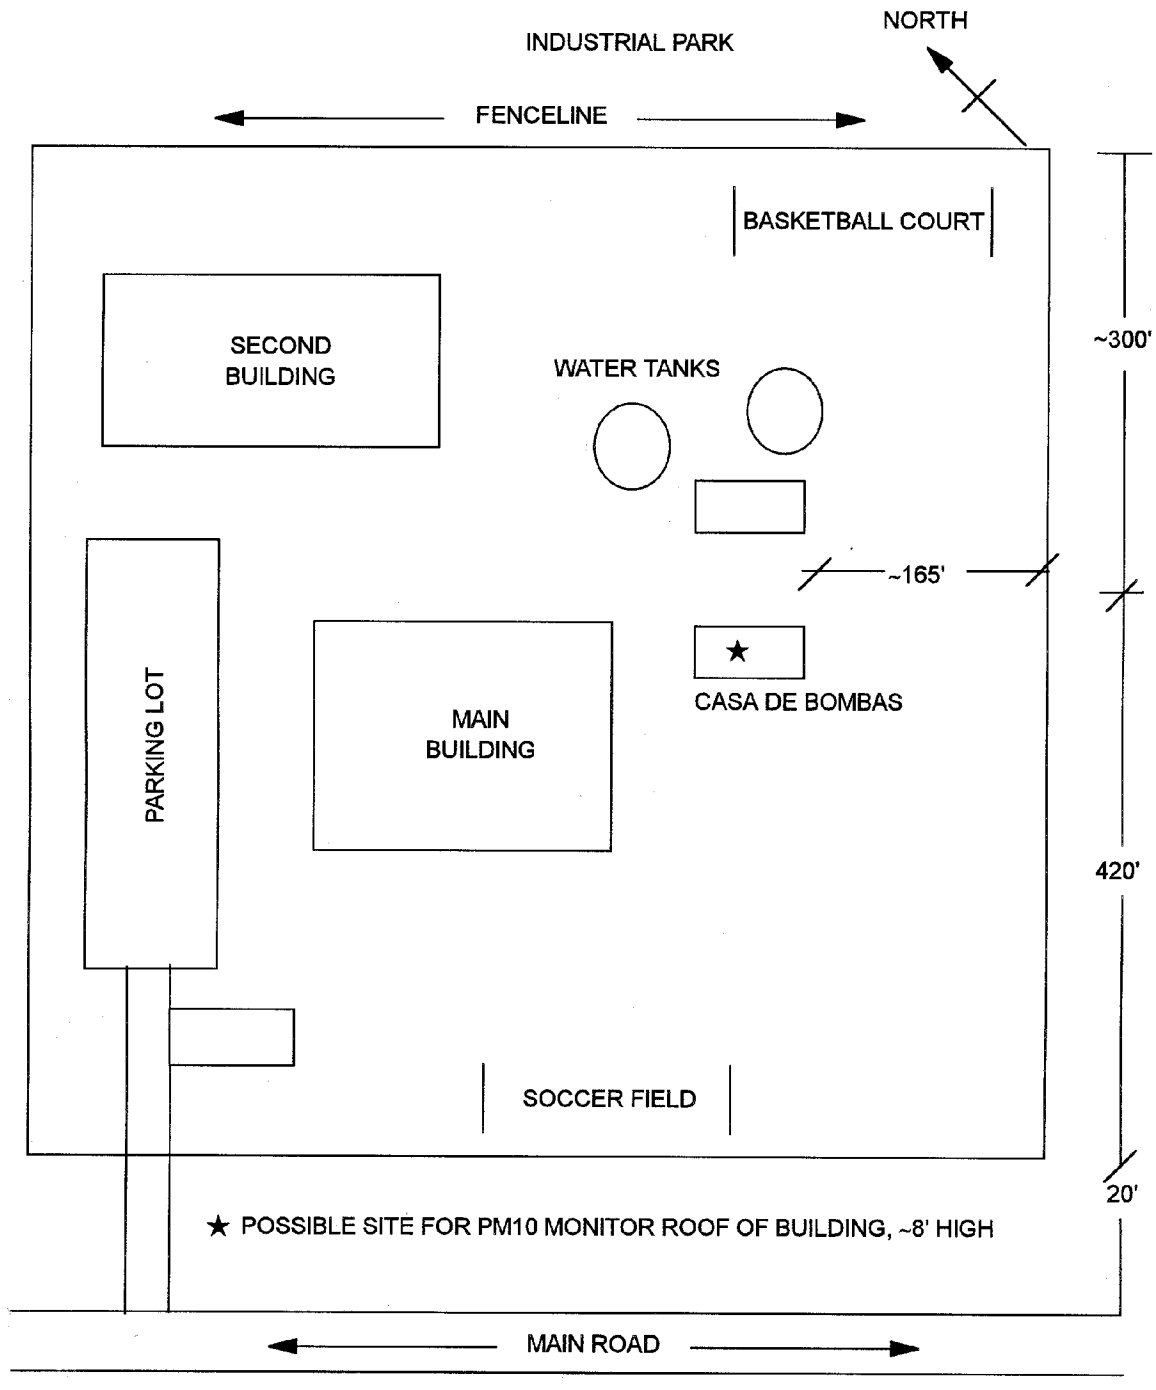 NORTH
INDUSTRIAL PARK
FENCELINE
BASKETBALL COURT
SECOND
BUILDING
WATER TANKS
~300'
~165'
CASA DE BOMBAS
PARKING LOT
MAIN
BUILDING
420'
SOCCER FIELD
20'
★ POSSIBLE SITE FOR PM10 MONITOR ROOF OF BUILDING, ~8' HIGH
MAIN ROAD